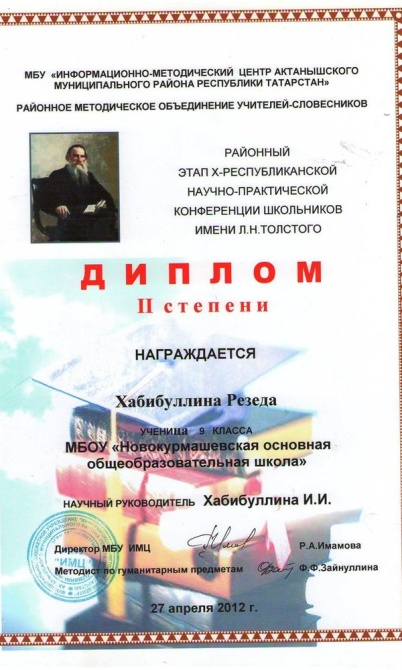 МБУ «ИНФОРМАЦИОННО-МЕТОДИЧЕСКИЙ ЦЕНТР АКТАНЫШСКОГО
МУНИЦИПАЛЬНОГО РАЙОНА РЕСПУБЛИКИ ТАТАРСТАН»
РАЙОННОЕ МЕТОДИЧЕСКОЕ ОБЪЕДИНЕНИЕ УЧИТЕЛЕЙ-СЛОВЕСНИКОВ
РАЙОННЫЙ
ЭТАП X-РЕСПУБЛИКАНСКОЙ
НАУЧНО-ПРАКТИЧЕСКОЙ
КОНФЕРЕНЦИИ ШКОЛЬНИКОВ
ИМЕНИ Л.Н.ТОЛСТОГО
ДИПЛОМ
II степени
НАГРАЖДАЕТСЯ
Хабибуллина Резеда
УЧЕНИца 9 КЛАССА
МБОУ «Новокурмашевская основная
общеобразовательная школа»
НАУЧНЫЙ РУКОВОДИТЕЛЬ Хабибуллина И.И.
Директор МБУ ИМЦ Р.А.Имамова
Методист по гуманитарным предметам Ф.Ф.Зайнуллина
"ИМЦ"
27 апреля 2012 г.